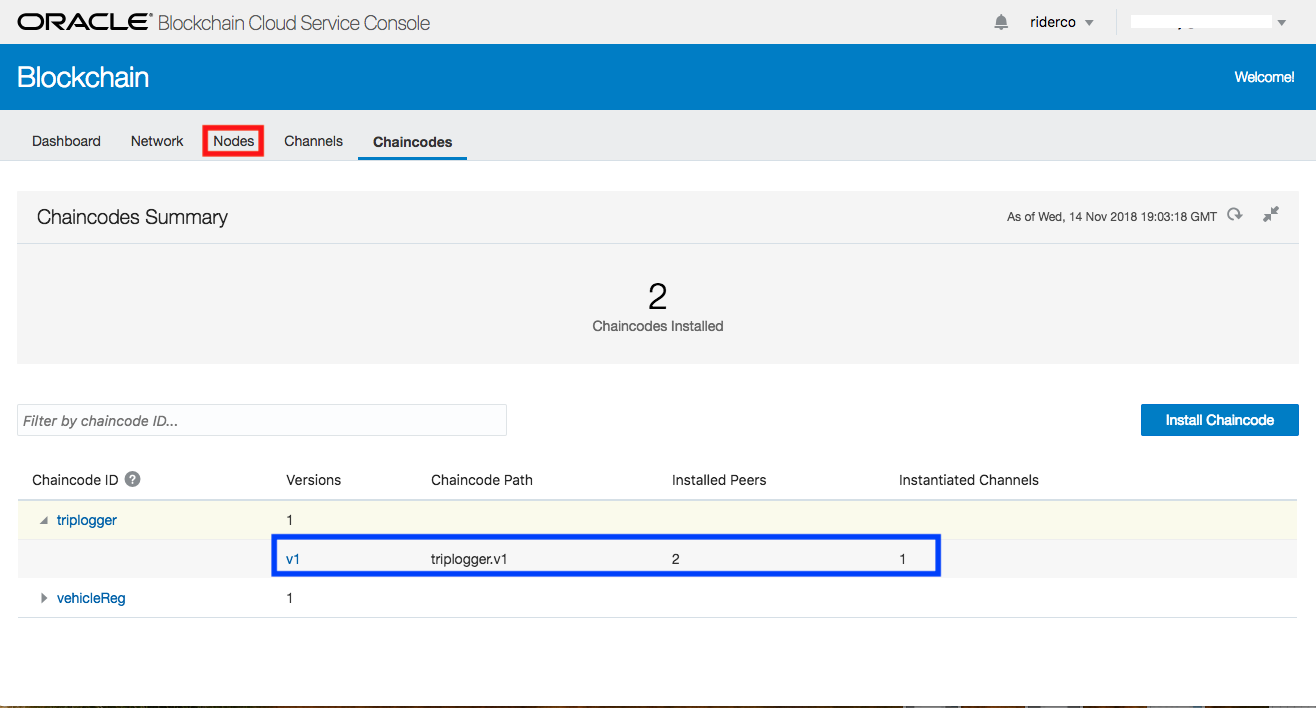 ORACLE® Blockchain Cloud Service Console riderco
Blockchain Welcome!
Dashboard Network Nodes Channels Chaincodes
Chaincodes Summary As of Wed, 14 Nov 2018 19:03:18 GMT
2
Chaincodes Installed
Filter by chaincode ID... Install Chaincode
Chaincode ID ? Versions Chaincode Path Installed Peers Instantiated Channels
triplogger 1
v1 triplogger.v1 2 1
vehicleReg 1